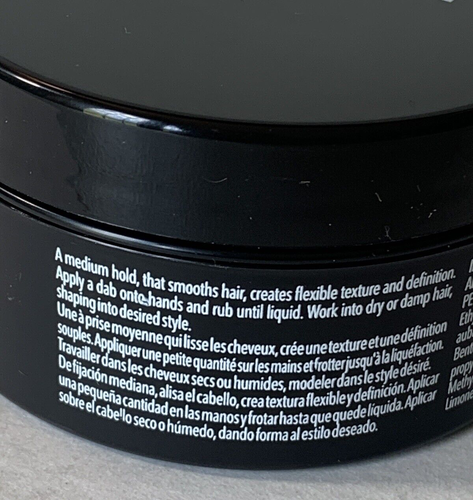 A medium hold, that smooths hair, creates flexible texture and definition.
Apply a dab onto hands and rub until liquid. Work into dry or damp hair,
shaping into desired style.
Une à prise moyenne qui lisse les cheveux, crée une texture et une définition
souples. Appliquer une petite quantité sur les mains et frotter jusqu'à la liquéfaction.
Travailler dans les cheveux secs ou humides, modeler dans le style désiré.
De fijación mediana, alisa el cabello, crea textura flexible y definición. Aplicar
una pequeña cantidad en las manos y frotar hasta que quede liquida. Aplicar
sobre el cabello seco o húmedo, dando forma al estilo deseado.